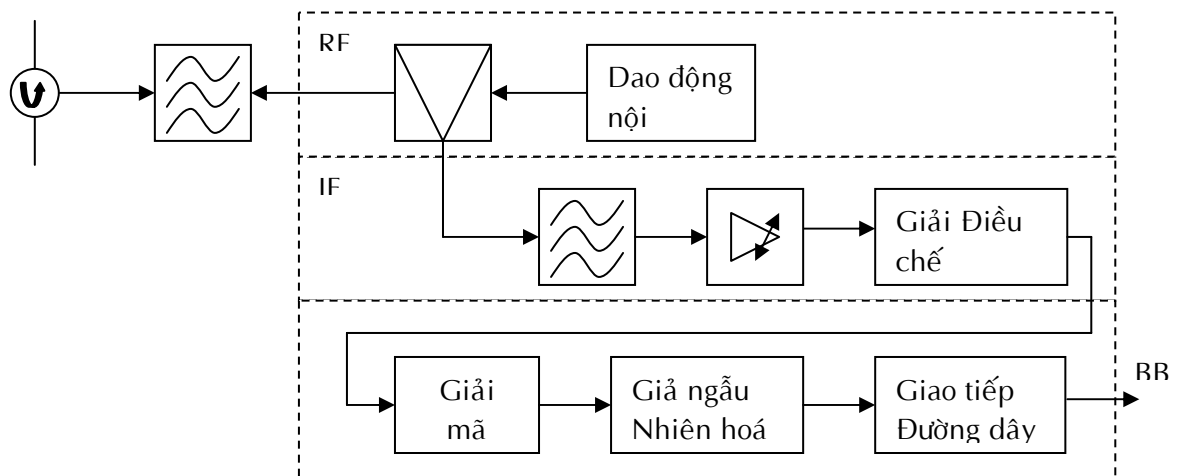 RF
Dao động
nội
IF
Giải Điều
chế
Giải
mã
Giả ngẫu
Nhiên hoá
Giao tiếp
Đường dây
BB